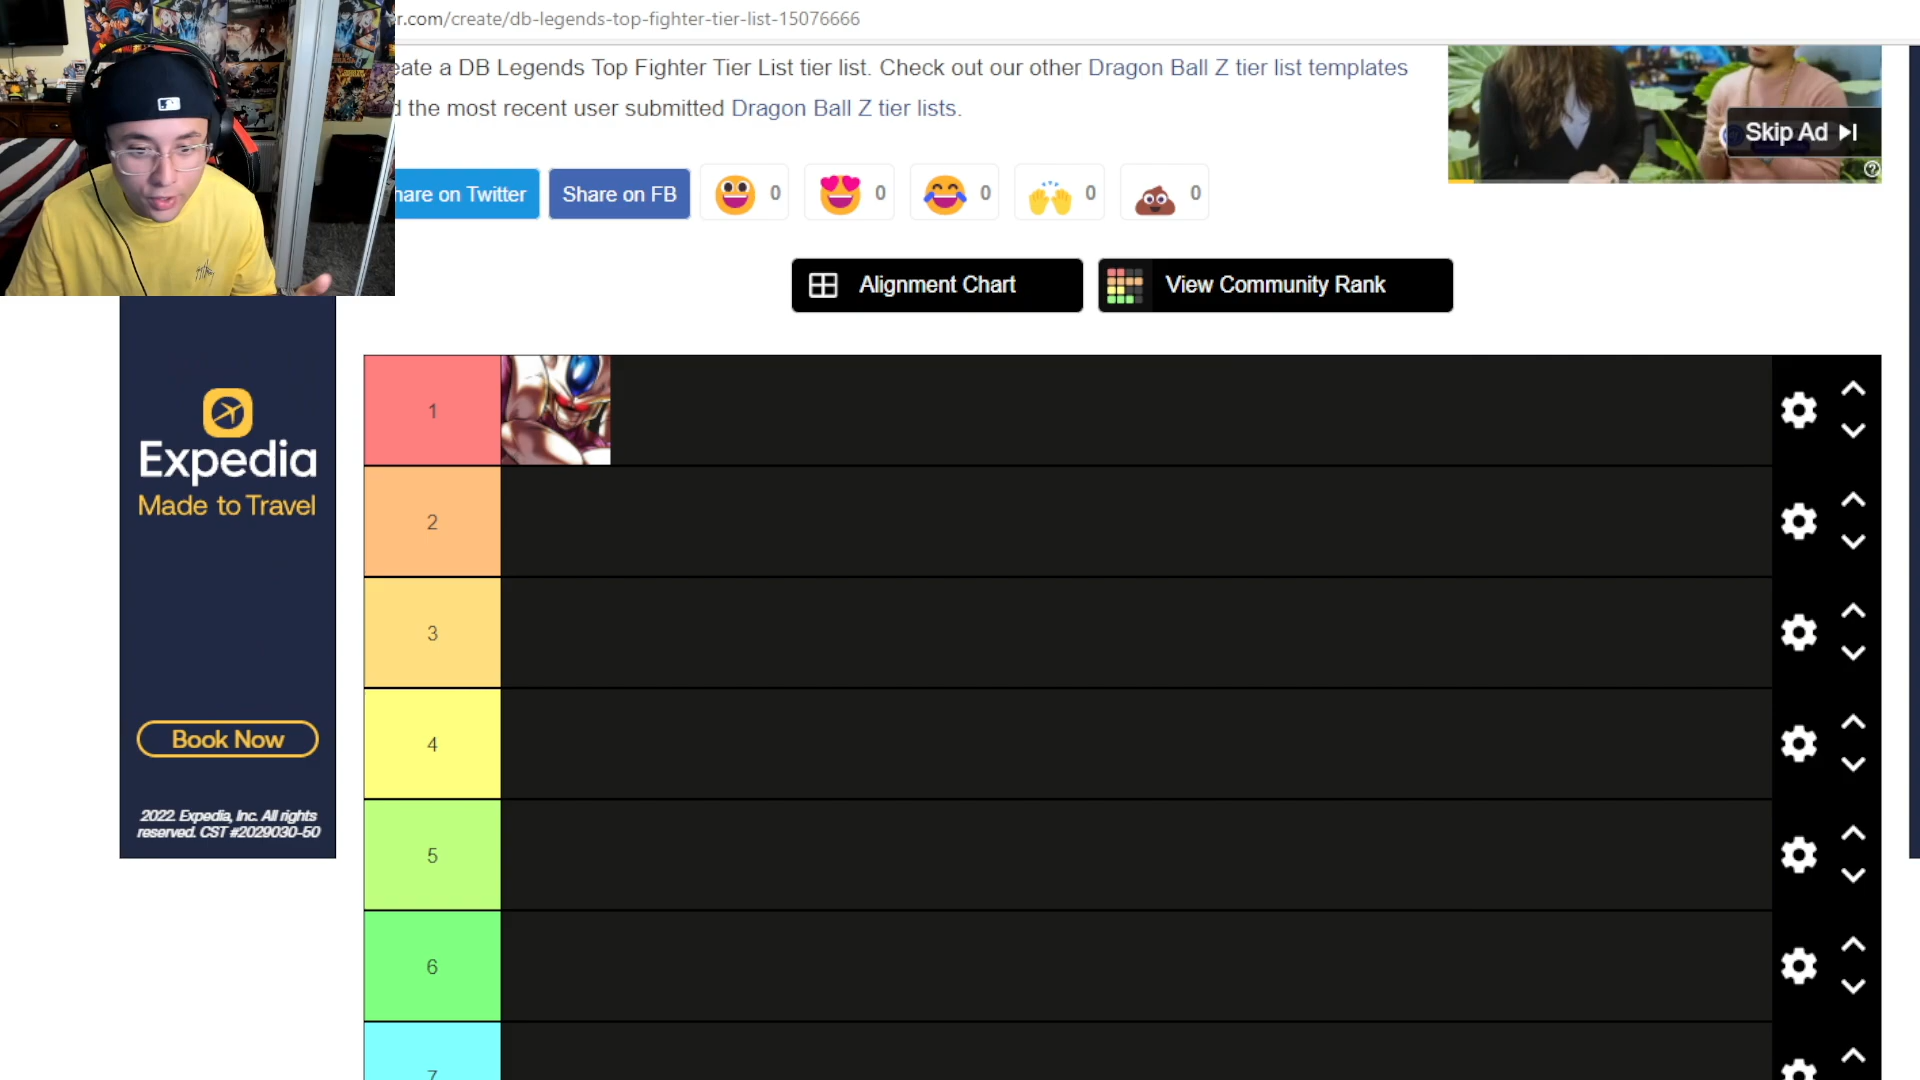 r.com/create/db-legends-top-fighter-tier-list-15076666
eate a DB Legends Top Fighter Tier List tier list. Check out our other Dragon Ball Z tier list templates
d the most recent user submitted Dragon Ball Z tier lists.
Skip Ad
hare on Twitter
Share on FB
0
0
0
0
0
Alignment Chart
View Community Rank
Expedia
Made to Travel
Book Now
2022. Expedia, Inc. All rights
reserved. CST #2029030-50
1
2
3
4
5
6
7